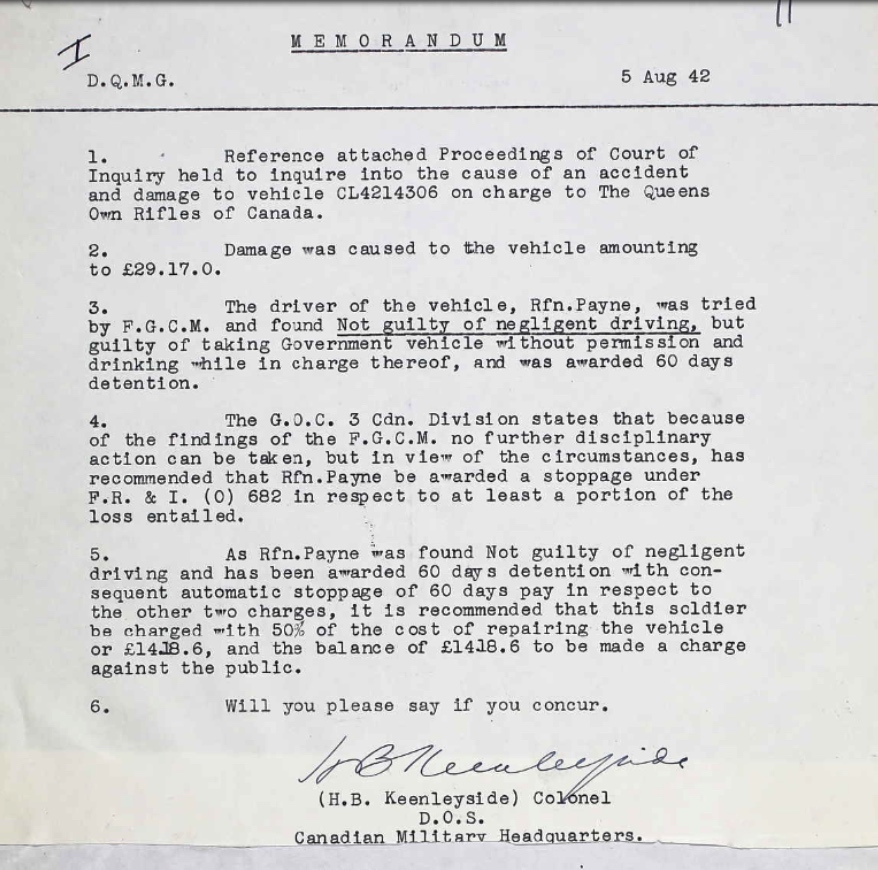 I
11
MEMORANDUM
D.Q.M.G. 5 Aug 42
1. Reference attached Proceedings of Court of
Inquiry held to inquire into the cause of an accident
and damage to vehicle CL4214306 on charge to The Queens
Own Rifles of Canada.
2. Damage was caused to the vehicle amounting
to £29.17.0.
3. The driver of the vehicle, Rfn.Payne, was tried
by F.G.C.M. and found Not guilty of negligent driving, but
guilty of taking Government vehicle without permission and
drinking while in charge thereof, and was awarded 60 days
detention.
4. The G.O.C. 3 Cdn. Division states that because
of the findings of the F.G.C.M. no further disciplinary
action can be taken, but in view of the circumstances, has
recommended that Rfn.Payne be awarded a stoppage under
F.R. & I. (O) 682 in respect to at least a portion of the
loss entailed.
5. As Rfn.Payne was found Not guilty of negligent
driving and has been awarded 60 days detention with con-
sequent automatic stoppage of 60 days pay in respect to
the other two charges, it is recommended that this soldier
be charged with 50% of the cost of repairing the vehicle
or £14.18.6, and the balance of £14.18.6 to be made a charge
against the public.
6. Will you please say if you concur.
H B Keenleyside
(H.B. Keenleyside) Colonel
D.O.S.
Canadian Military Headquarters.